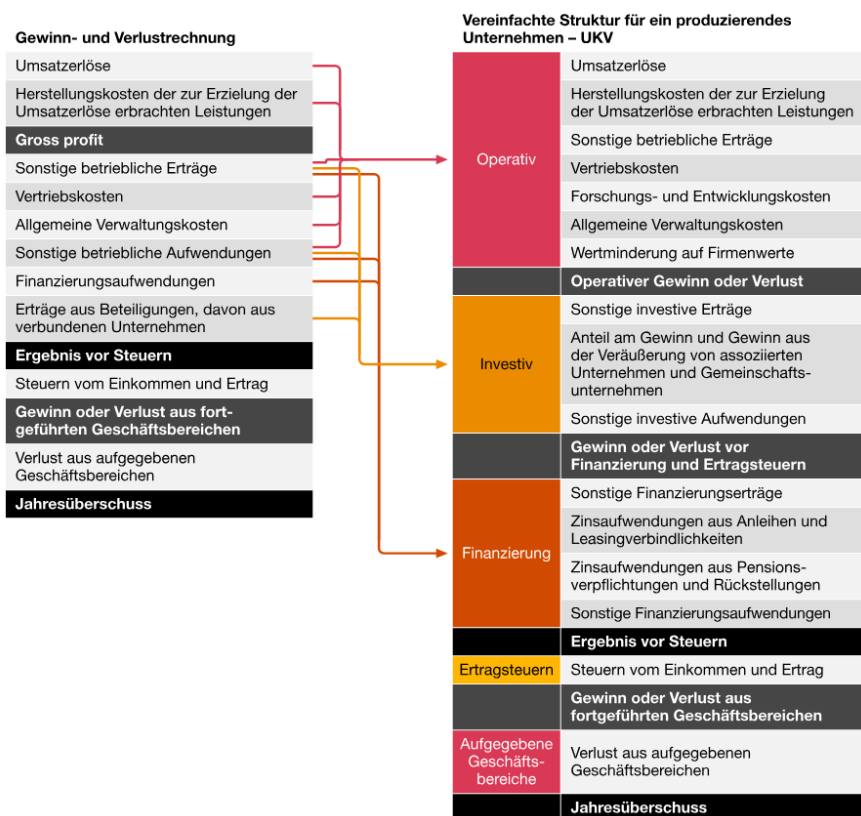 Gewinn- und Verlustrechnung
Umsatzerlöse
Herstellungskosten der zur Erzielung der
Umsatzerlöse erbrachten Leistungen
Gross profit
Sonstige betriebliche Erträge
Vertriebskosten
Allgemeine Verwaltungskosten
Sonstige betriebliche Aufwendungen
Finanzierungsaufwendungen
Erträge aus Beteiligungen, davon aus
verbundenen Unternehmen
Ergebnis vor Steuern
Steuern vom Einkommen und Ertrag
Gewinn oder Verlust aus fort-
geführten Geschäftsbereichen
Verlust aus aufgegebenen
Geschäftsbereichen
Jahresüberschuss
Vereinfachte Struktur für ein produzierendes
Unternehmen – UKV
Operativ
Umsatzerlöse
Herstellungskosten der zur Erzielung
der Umsatzerlöse erbrachten Leistungen
Sonstige betriebliche Erträge
Vertriebskosten
Forschungs- und Entwicklungskosten
Allgemeine Verwaltungskosten
Wertminderung auf Firmenwerte
Operativer Gewinn oder Verlust
Investiv
Sonstige investive Erträge
Anteil am Gewinn und Gewinn aus
der Veräußerung von assoziierten
Unternehmen und Gemeinschafts-
unternehmen
Sonstige investive Aufwendungen
Gewinn oder Verlust vor
Finanzierung und Ertragsteuern
Finanzierung
Sonstige Finanzierungserträge
Zinsaufwendungen aus Anleihen und
Leasingverbindlichkeiten
Zinsaufwendungen aus Pensions-
verpflichtungen und Rückstellungen
Sonstige Finanzierungsaufwendungen
Ergebnis vor Steuern
Ertragsteuern
Steuern vom Einkommen und Ertrag
Gewinn oder Verlust aus
fortgeführten Geschäftsbereichen
Aufgegebene
Geschäfts-
bereiche
Verlust aus aufgegebenen
Geschäftsbereichen
Jahresüberschuss